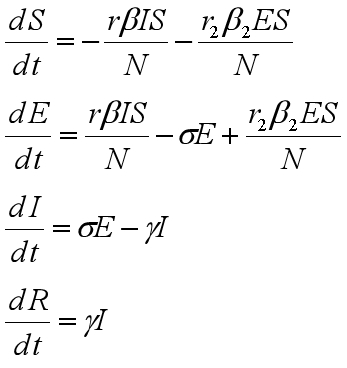 dS/dt = − rβIS/N − r₂β₂ES/N
dE/dt = rβIS/N − σE + r₂β₂ES/N
dI/dt = σE − γI
dR/dt = γI